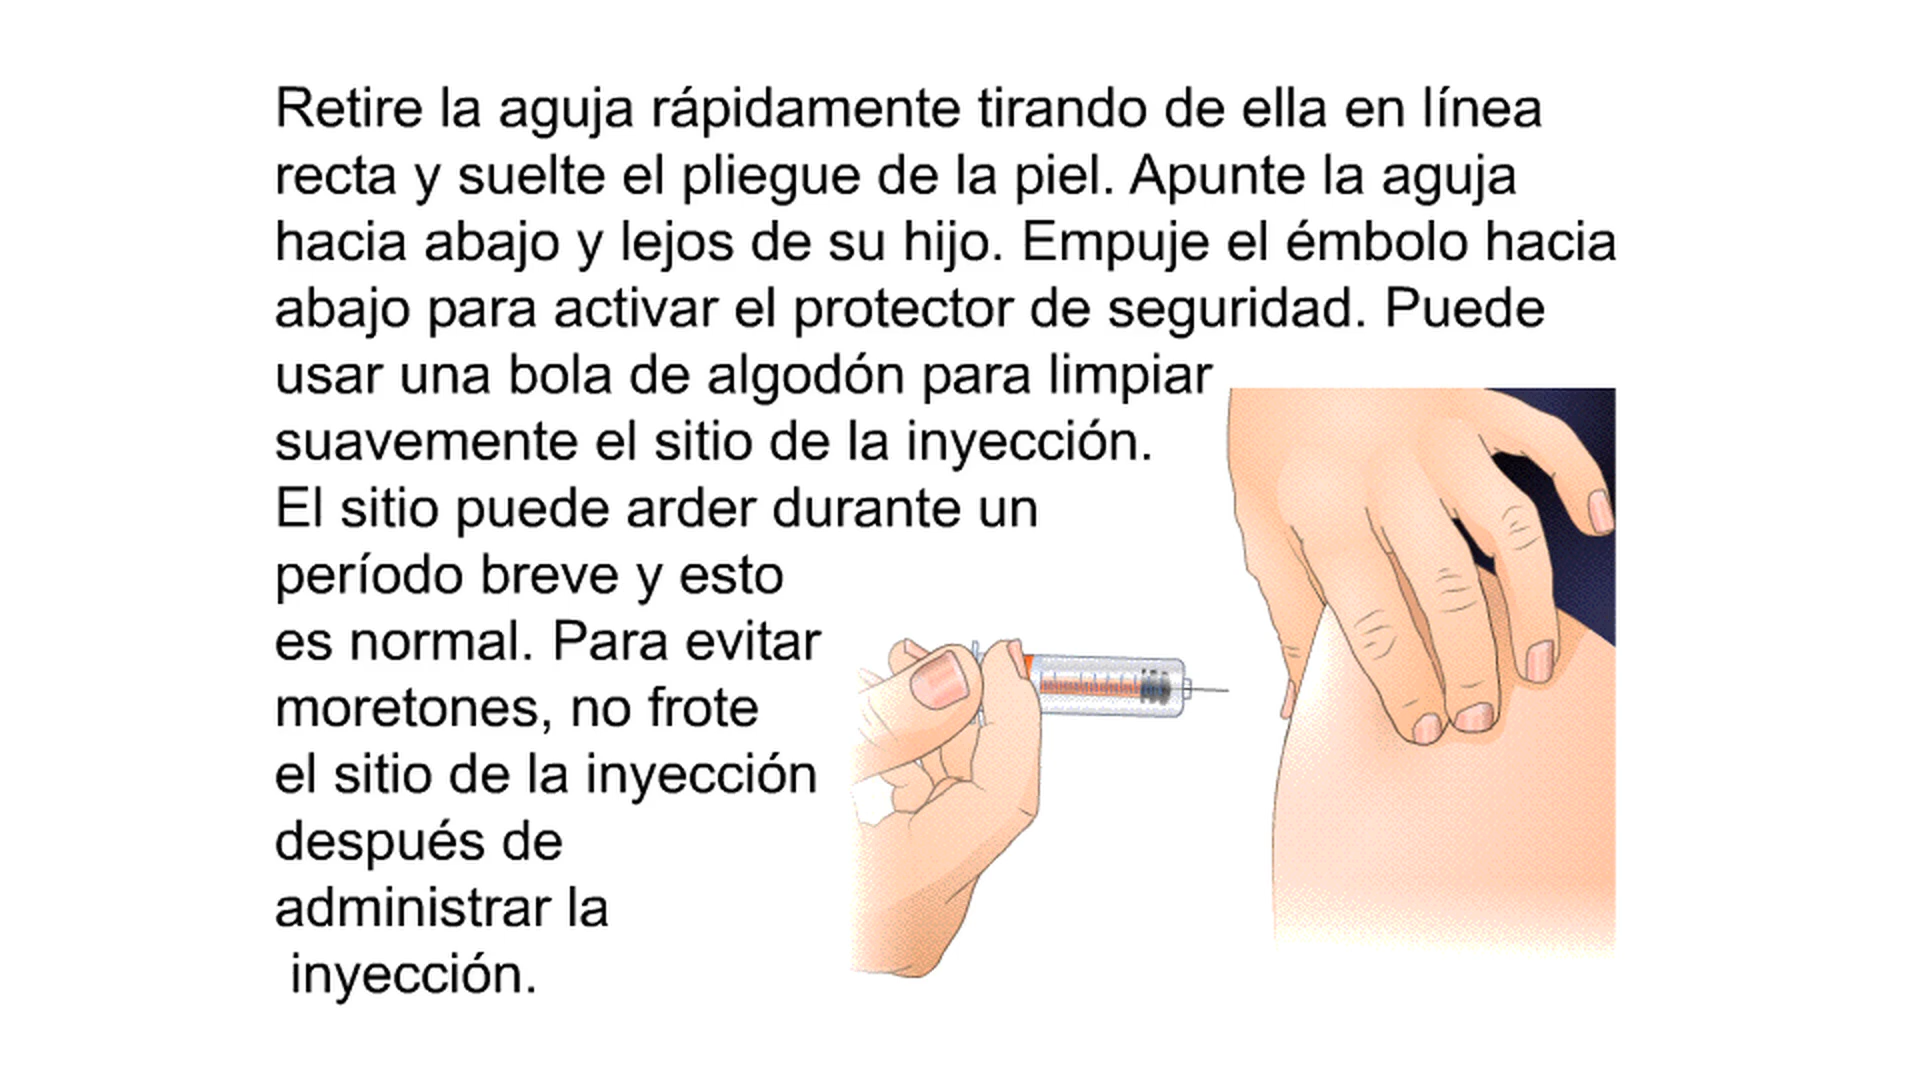 Retire la aguja rápidamente tirando de ella en línea
recta y suelte el pliegue de la piel. Apunte la aguja
hacia abajo y lejos de su hijo. Empuje el émbolo hacia
abajo para activar el protector de seguridad. Puede
usar una bola de algodón para limpiar
suavemente el sitio de la inyección.
El sitio puede arder durante un
período breve y esto
es normal. Para evitar
moretones, no frote
el sitio de la inyección
después de
administrar la
inyección.